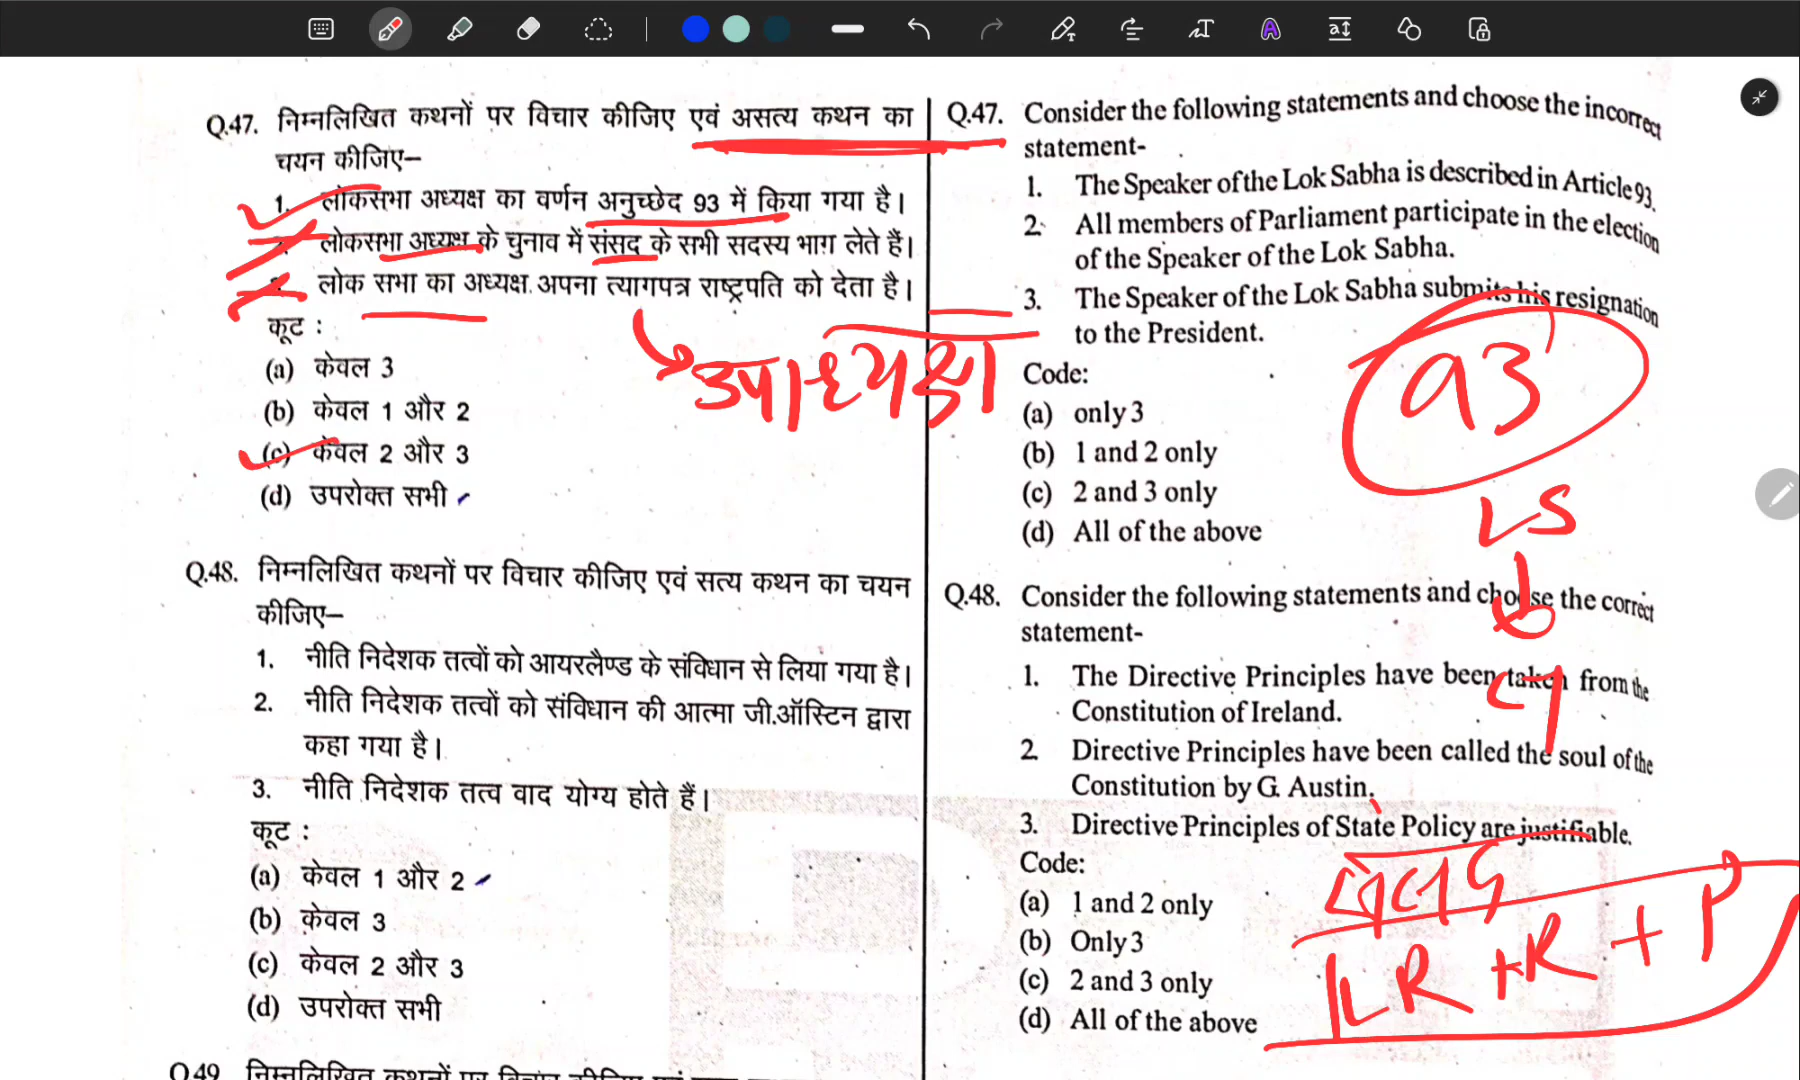 Q.47. निम्नलिखित कथनों पर विचार कीजिए एवं असत्य कथन का
चयन कीजिए–
1. लोकसभा अध्यक्ष का वर्णन अनुच्छेद 93 में किया गया है।
लोकसभा अध्यक्ष के चुनाव में संसद के सभी सदस्य भाग लेते हैं।
लोक सभा का अध्यक्ष अपना त्यागपत्र राष्ट्रपति को देता है।
कूट :
(a) केवल 3
(b) केवल 1 और 2
(c) केवल 2 और 3
(d) उपरोक्त सभी
उपाध्यक्ष
Q.48. निम्नलिखित कथनों पर विचार कीजिए एवं सत्य कथन का चयन
कीजिए–
1. नीति निदेशक तत्वों को आयरलैण्ड के संविधान से लिया गया है।
2. नीति निदेशक तत्वों को संविधान की आत्मा जी.ऑस्टिन द्वारा
कहा गया है।
3. नीति निदेशक तत्व वाद योग्य होते हैं।
कूट :
(a) केवल 1 और 2
(b) केवल 3
(c) केवल 2 और 3
(d) उपरोक्त सभी
Q.49 निम्नलिखित कथनों पर विचार कीजिए एवं
Q.47. Consider the following statements and choose the incorrect
statement-
1. The Speaker of the Lok Sabha is described in Article 93.
2. All members of Parliament participate in the election
of the Speaker of the Lok Sabha.
3. The Speaker of the Lok Sabha submits his resignation
to the President.
Code:
(a) only 3
(b) 1 and 2 only
(c) 2 and 3 only
(d) All of the above
93
LS
Q.48. Consider the following statements and choose the correct
statement-
1. The Directive Principles have been taken from the
Constitution of Ireland.
2. Directive Principles have been called the soul of the
Constitution by G. Austin.
3. Directive Principles of State Policy are justifiable.
Code:
(a) 1 and 2 only
(b) Only 3
(c) 2 and 3 only
(d) All of the above
LR + R + P